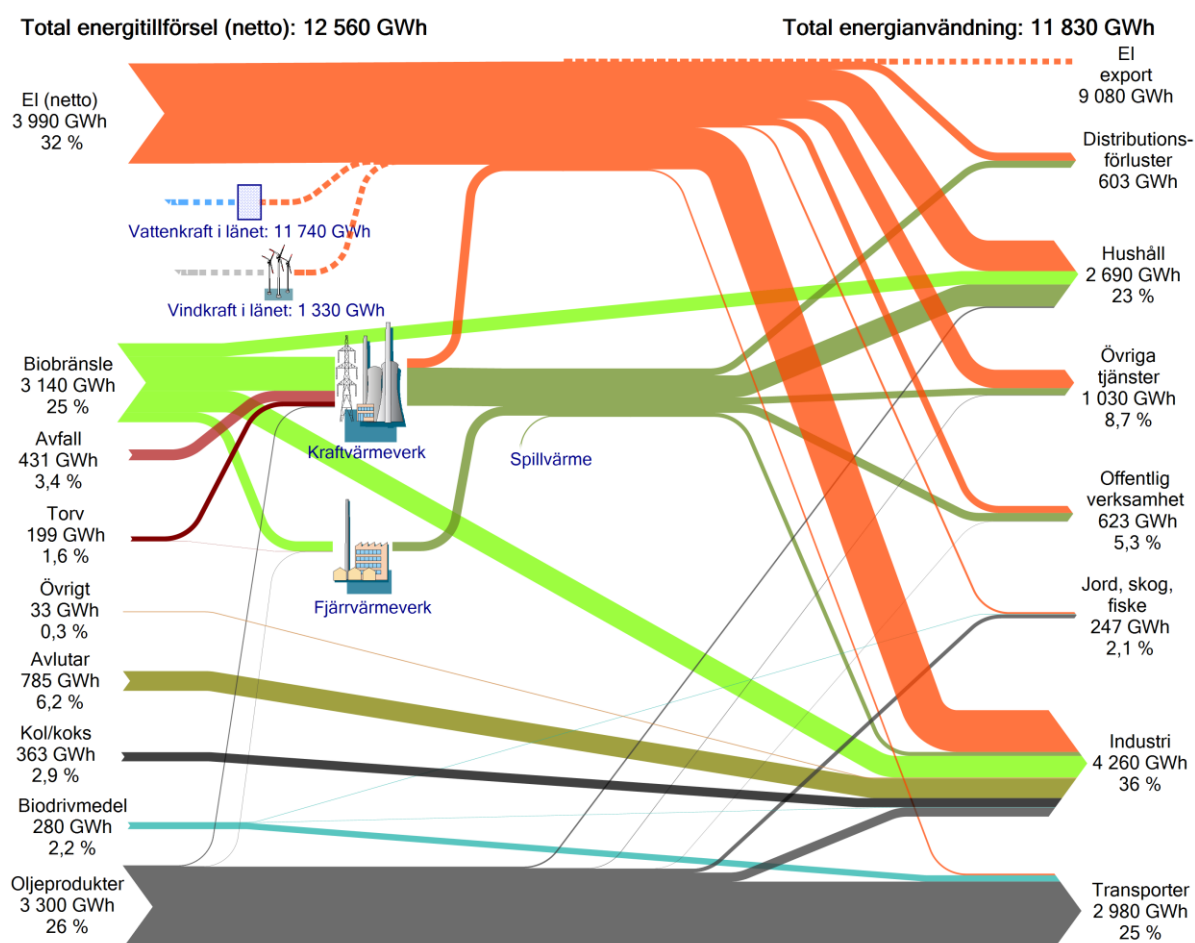 Total energitillförsel (netto): 12 560 GWh
Total energianvändning: 11 830 GWh
El (netto)
3 990 GWh
32 %
Vattenkraft i länet: 11 740 GWh
Vindkraft i länet: 1 330 GWh
Biobränsle
3 140 GWh
25 %
Avfall
431 GWh
3,4 %
Torv
199 GWh
1,6 %
Övrigt
33 GWh
0,3 %
Avlutar
785 GWh
6,2 %
Kol/koks
363 GWh
2,9 %
Biodrivmedel
280 GWh
2,2 %
Oljeprodukter
3 300 GWh
26 %
Kraftvärmeverk
Spillvärme
Fjärrvärmeverk
El
export
9 080 GWh
Distributions-
förluster
603 GWh
Hushåll
2 690 GWh
23 %
Övriga
tjänster
1 030 GWh
8,7 %
Offentlig
verksamhet
623 GWh
5,3 %
Jord, skog,
fiske
247 GWh
2,1 %
Industri
4 260 GWh
36 %
Transporter
2 980 GWh
25 %